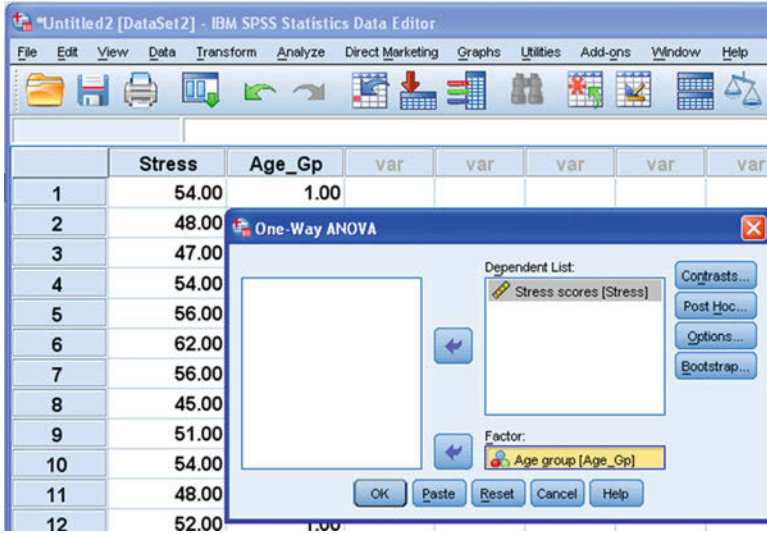 *Untitled2 [DataSet2] - IBM SPSS Statistics Data Editor
File Edit View Data Transform Analyze Direct Marketing Graphs Utilities Add-ons Window Help
Stress Age_Gp var var var var var
1 54.00 1.00
2 48.00
3 47.00
4 54.00
5 56.00
6 62.00
7 56.00
8 45.00
9 51.00
10 54.00
11 48.00
12 52.00 1.00
One-Way ANOVA
Dependent List:
Stress scores [Stress]
Contrasts...
Post Hoc...
Options...
Bootstrap...
Factor:
Age group [Age_Gp]
OK Paste Reset Cancel Help